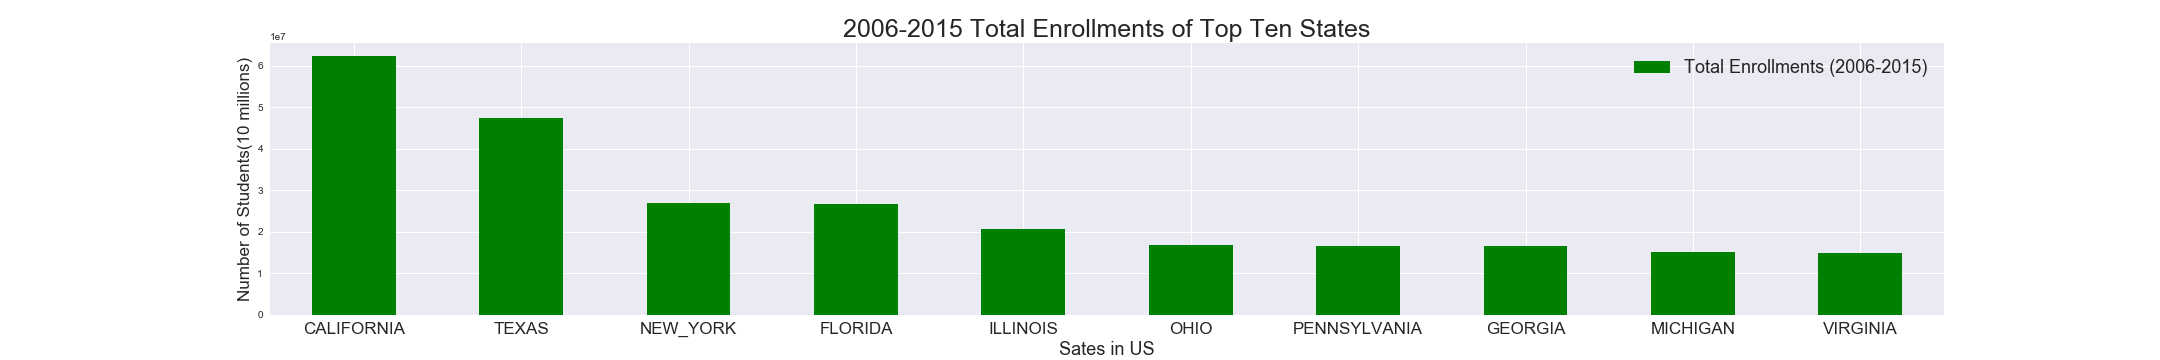 2006-2015 Total Enrollments of Top Ten States
1e7
Total Enrollments (2006-2015)
Number of Students(10 millions)
6
5
4
3
2
1
0
CALIFORNIA TEXAS NEW_YORK FLORIDA ILLINOIS OHIO PENNSYLVANIA GEORGIA MICHIGAN VIRGINIA
Sates in US